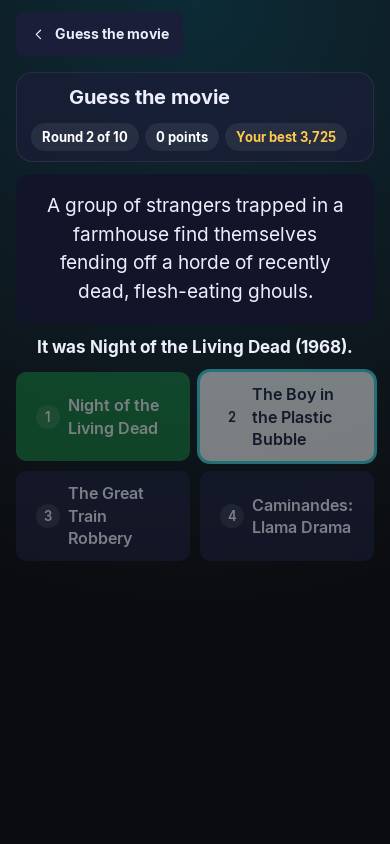 Guess the movie
Guess the movie
Round 2 of 10
0 points
Your best 3,725
A group of strangers trapped in a
farmhouse find themselves
fending off a horde of recently
dead, flesh-eating ghouls.
It was Night of the Living Dead (1968).
1
Night of the
Living Dead
2
The Boy in
the Plastic
Bubble
3
The Great
Train
Robbery
4
Caminandes:
Llama Drama